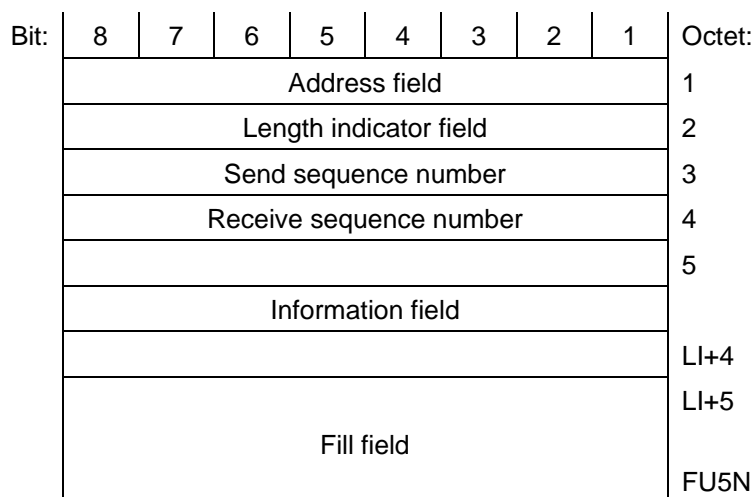 Bit: 8 7 6 5 4 3 2 1 Octet:
Address field 1
Length indicator field 2
Send sequence number 3
Receive sequence number 4
5
Information field
LI+4
LI+5
Fill field
FU5N